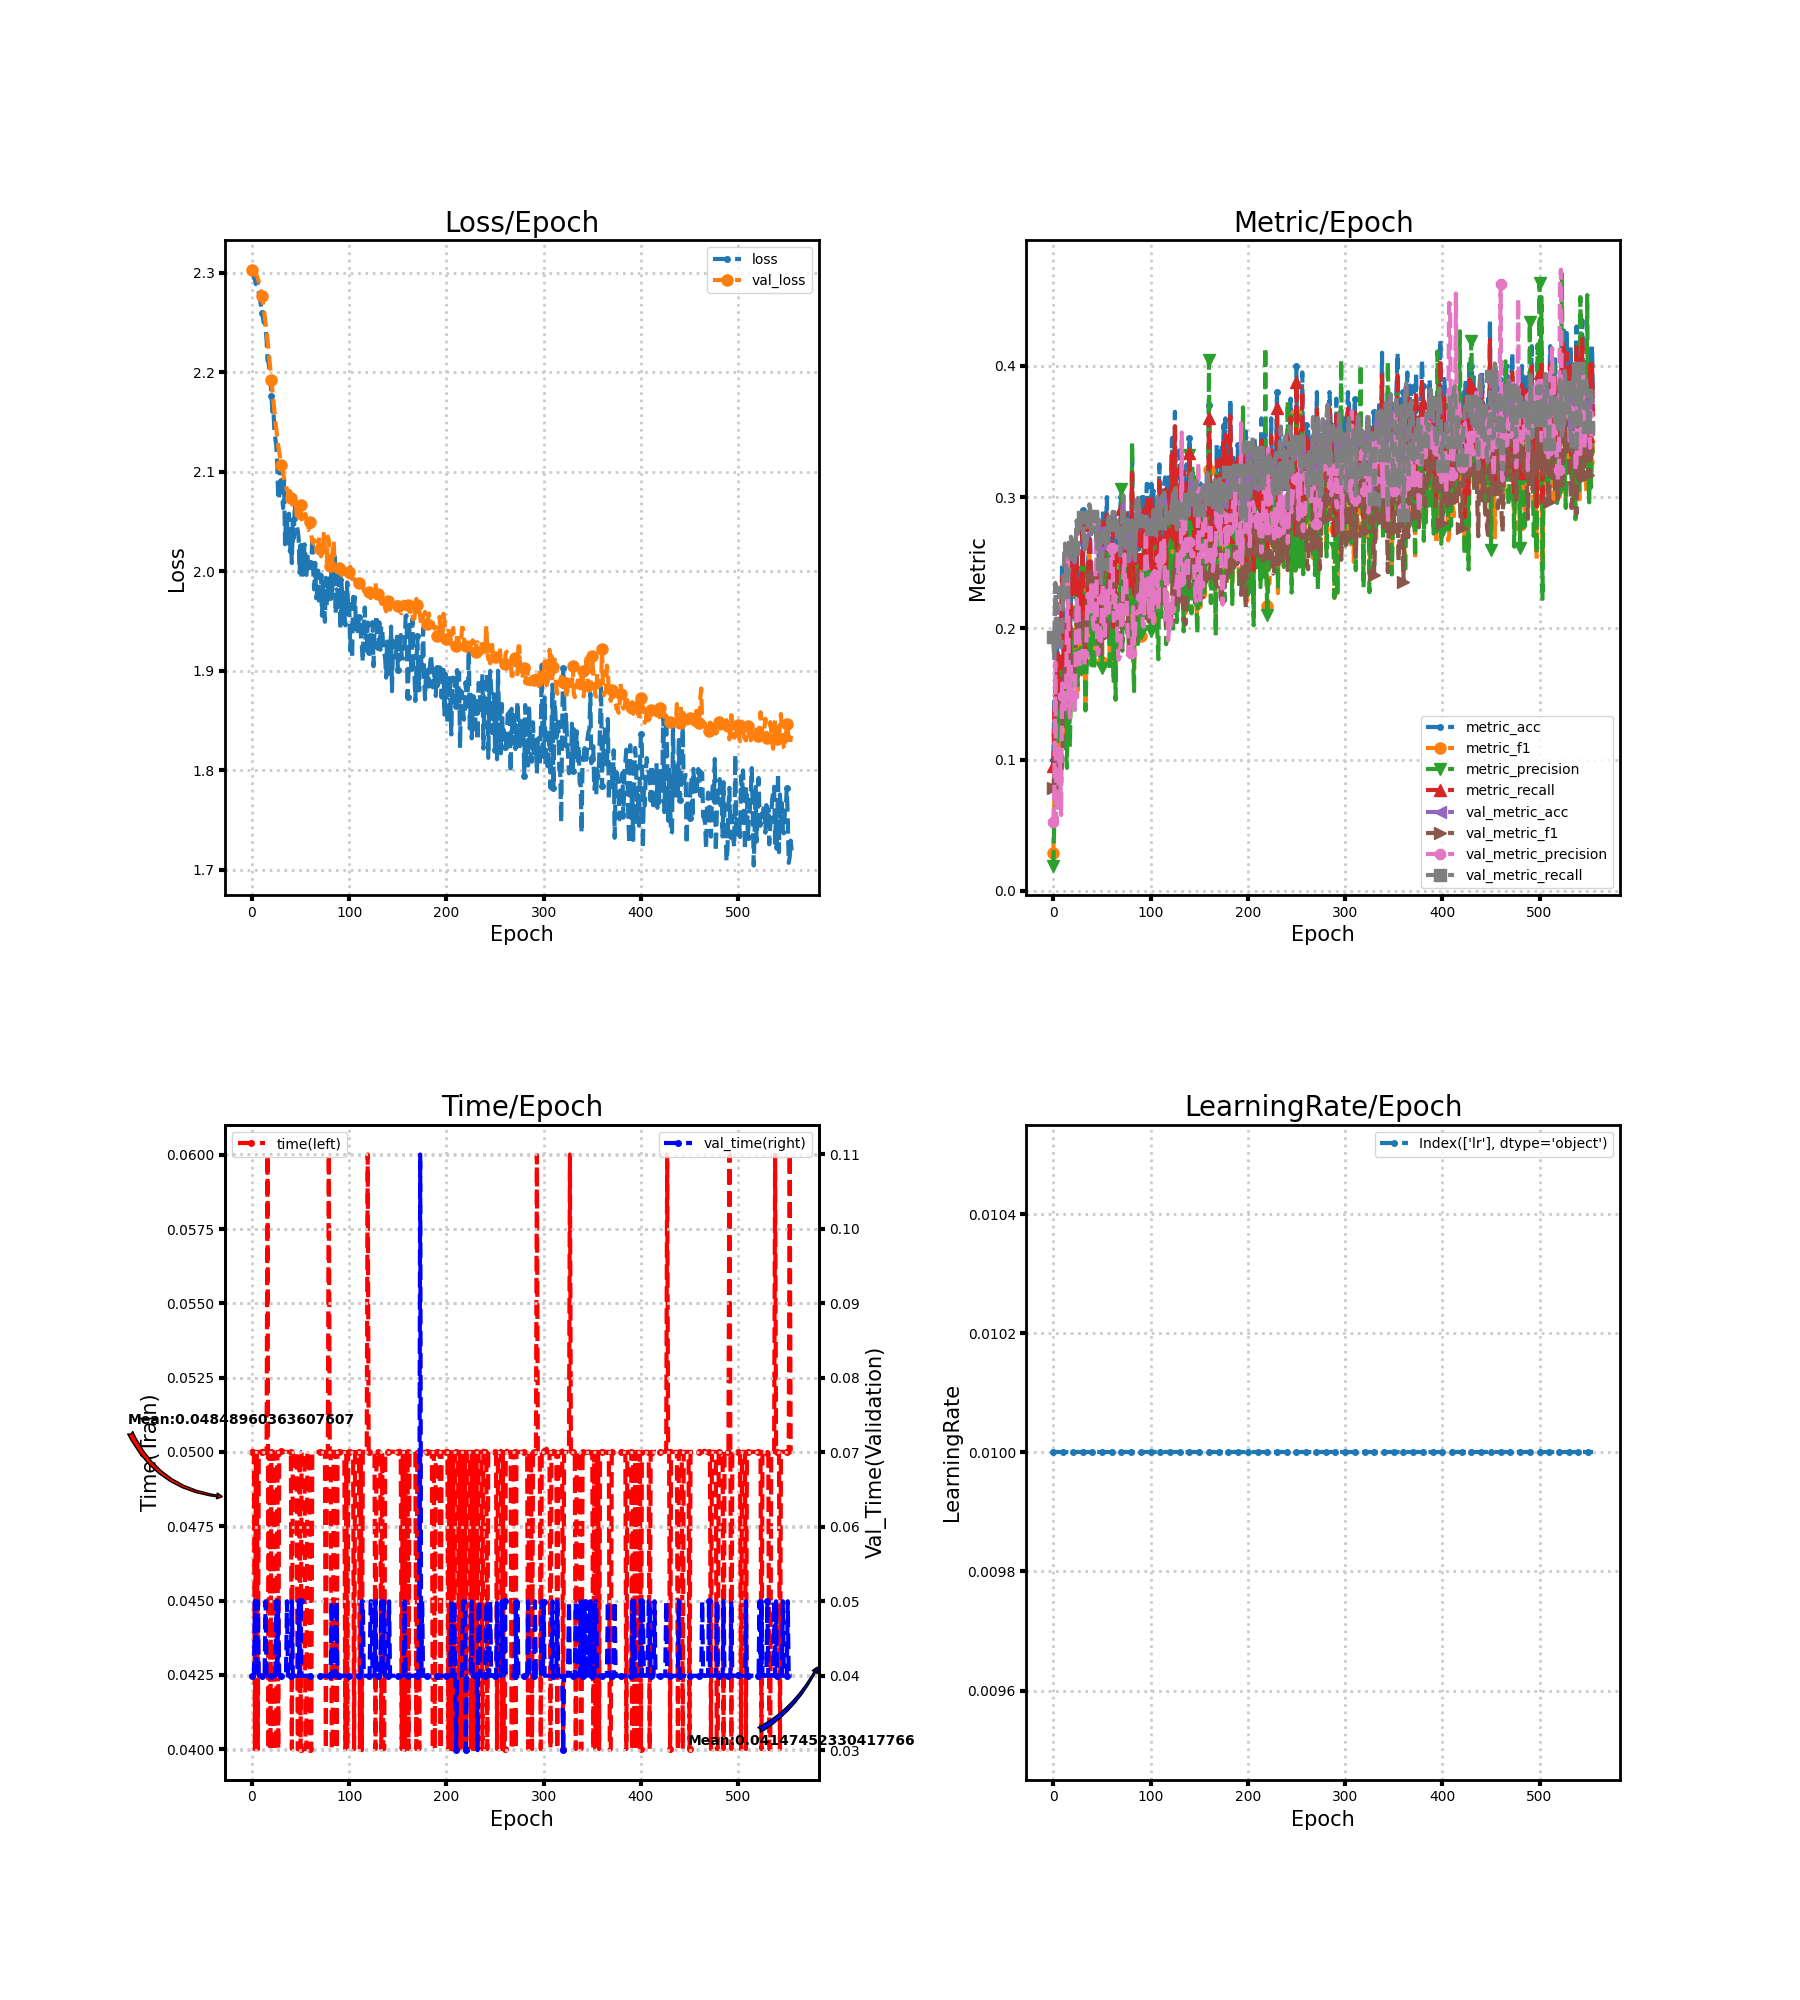 Loss/Epoch
2.3
2.2
2.1
2.0
1.9
1.8
1.7
Loss
loss
val_loss
0
100
200
300
400
500
Epoch
Metric/Epoch
0.4
0.3
0.2
0.1
0.0
Metric
metric_acc
metric_f1
metric_precision
metric_recall
val_metric_acc
val_metric_f1
val_metric_precision
val_metric_recall
0
100
200
300
400
500
Epoch
Time/Epoch
0.0600
0.0575
0.0550
0.0525
0.0500
0.0475
0.0450
0.0425
0.0400
Time(Train)
time(left)
val_time(right)
Mean:0.04848960363607607
Mean:0.04147452330417766
0.11
0.10
0.09
0.08
0.07
0.06
0.05
0.04
0.03
Val_Time(Validation)
0
100
200
300
400
500
Epoch
LearningRate/Epoch
0.0104
0.0102
0.0100
0.0098
0.0096
LearningRate
Index(['lr'], dtype='object')
0
100
200
300
400
500
Epoch